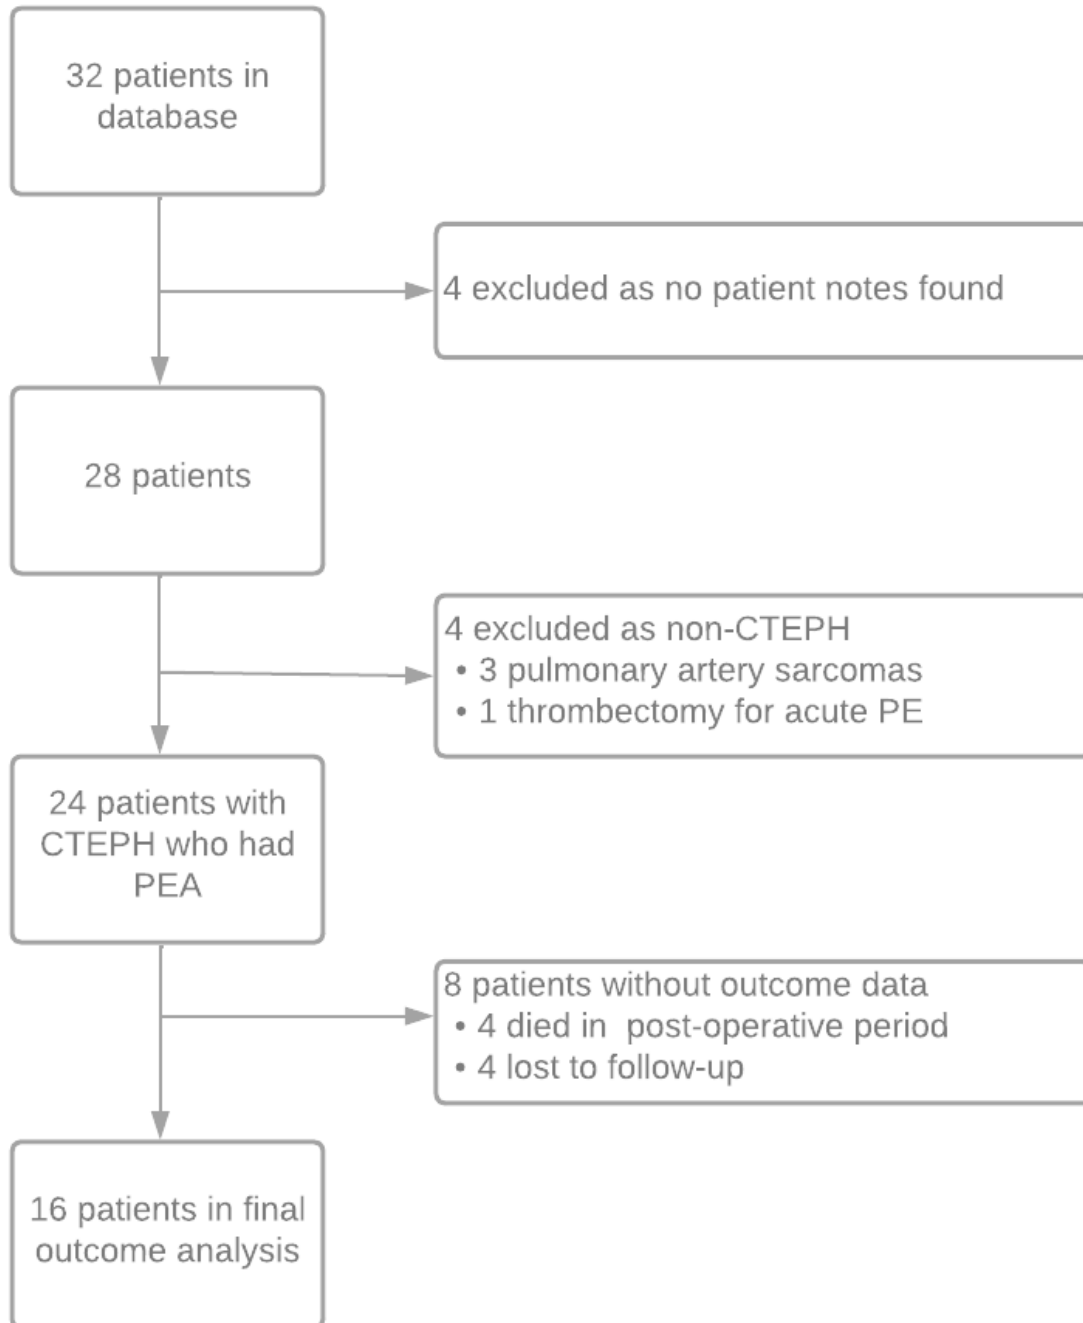 32 patients in
database
4 excluded as no patient notes found
28 patients
4 excluded as non-CTEPH
• 3 pulmonary artery sarcomas
• 1 thrombectomy for acute PE
24 patients with
CTEPH who had
PEA
8 patients without outcome data
• 4 died in  post-operative period
• 4 lost to follow-up
16 patients in final
outcome analysis